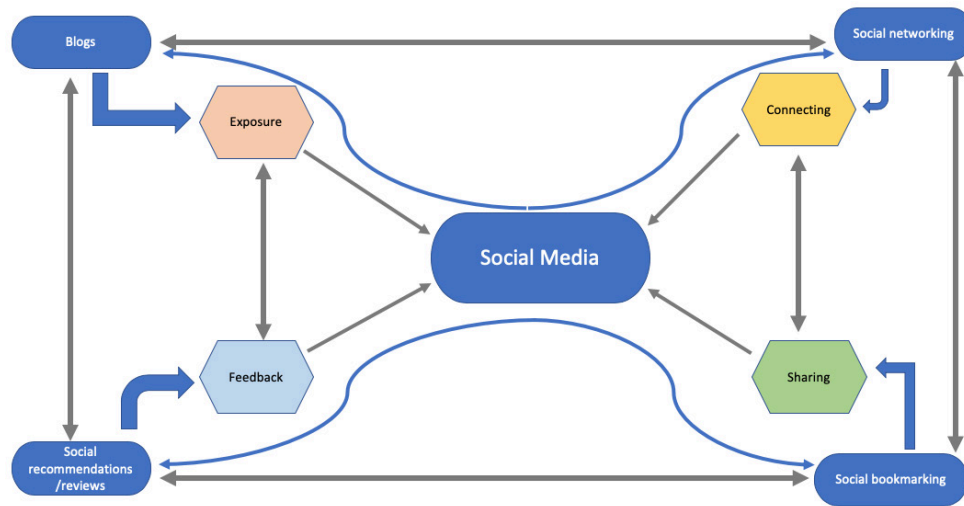 Blogs
Social networking
Exposure
Connecting
Social Media
Feedback
Sharing
Social
recommendations
/reviews
Social bookmarking